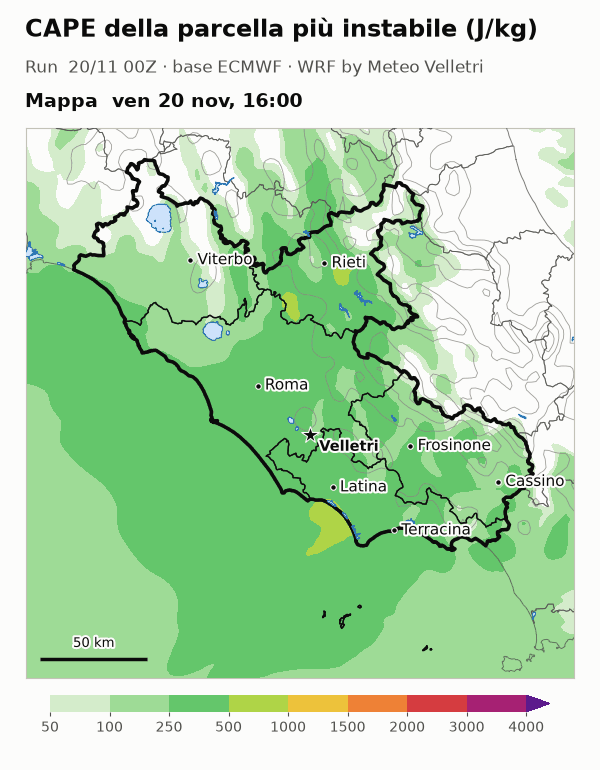 CAPE della parcella più instabile (J/kg)
Run  20/11 00Z · base ECMWF · WRF by Meteo Velletri
Mappa  ven 20 nov, 16:00
Viterbo
Rieti
Roma
Velletri
Frosinone
Cassino
Latina
Terracina
50 km
50 100 250 500 1000 1500 2000 3000 4000